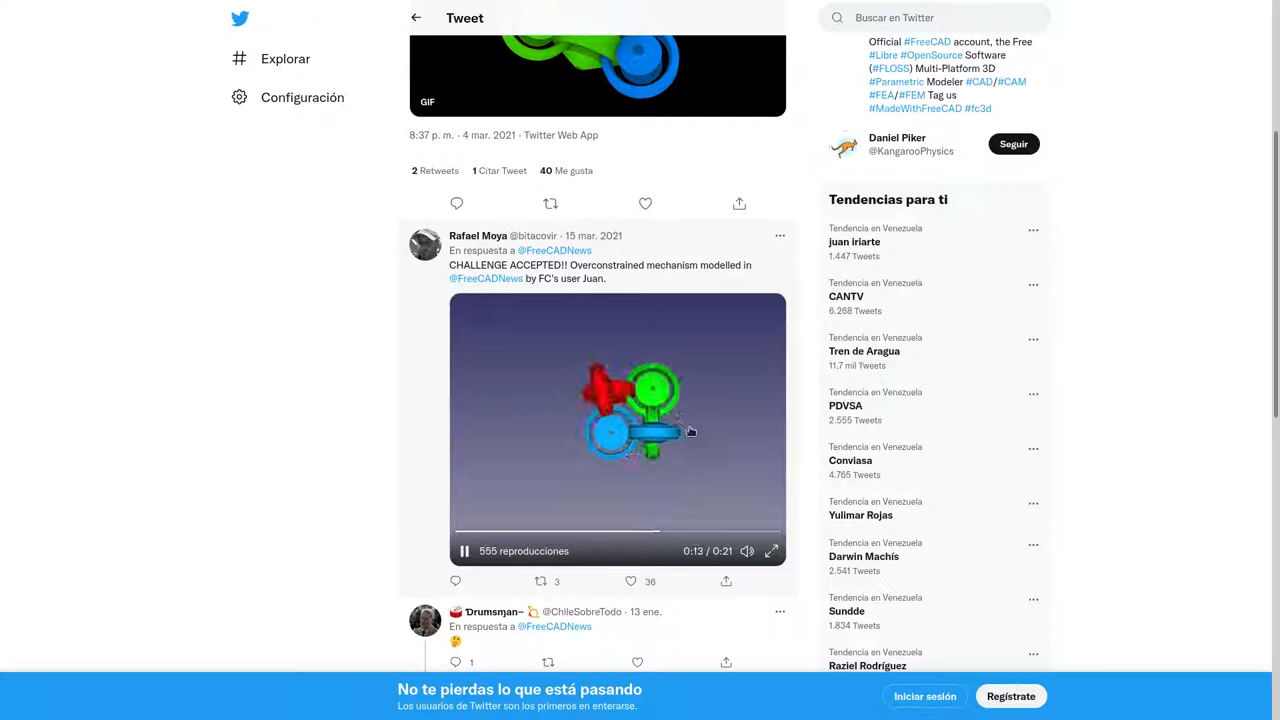 Tweet
Buscar en Twitter
Explorar
Configuración
GIF
8:37 p. m. · 4 mar. 2021 · Twitter Web App
2 Retweets 1 Citar Tweet 40 Me gusta
Rafael Moya @bitacovir · 15 mar. 2021
En respuesta a @FreeCADNews
CHALLENGE ACCEPTED!! Overconstrained mechanism modelled in
@FreeCADNews by FC's user Juan.
555 reproducciones
0:13 / 0:21
3
36
Ɗrumsɱan~ @ChileSobreTodo · 13 ene.
En respuesta a @FreeCADNews
1
Official #FreeCAD account, the Free
#Libre #OpenSource Software
(#FLOSS) Multi-Platform 3D
#Parametric Modeler #CAD/#CAM
#FEA/#FEM Tag us
#MadeWithFreeCAD #fc3d
Daniel Piker
@KangarooPhysics
Seguir
Tendencias para ti
Tendencia en Venezuela
juan iriarte
1.447 Tweets
Tendencia en Venezuela
CANTV
6.268 Tweets
Tendencia en Venezuela
Tren de Aragua
11,7 mil Tweets
Tendencia en Venezuela
PDVSA
2.555 Tweets
Tendencia en Venezuela
Conviasa
4.765 Tweets
Tendencia en Venezuela
Yulimar Rojas
Tendencia en Venezuela
Darwin Machís
2.541 Tweets
Tendencia en Venezuela
Sundde
1.834 Tweets
Tendencia en Venezuela
Raziel Rodríguez
No te pierdas lo que está pasando
Los usuarios de Twitter son los primeros en enterarse.
Iniciar sesión
Regístrate